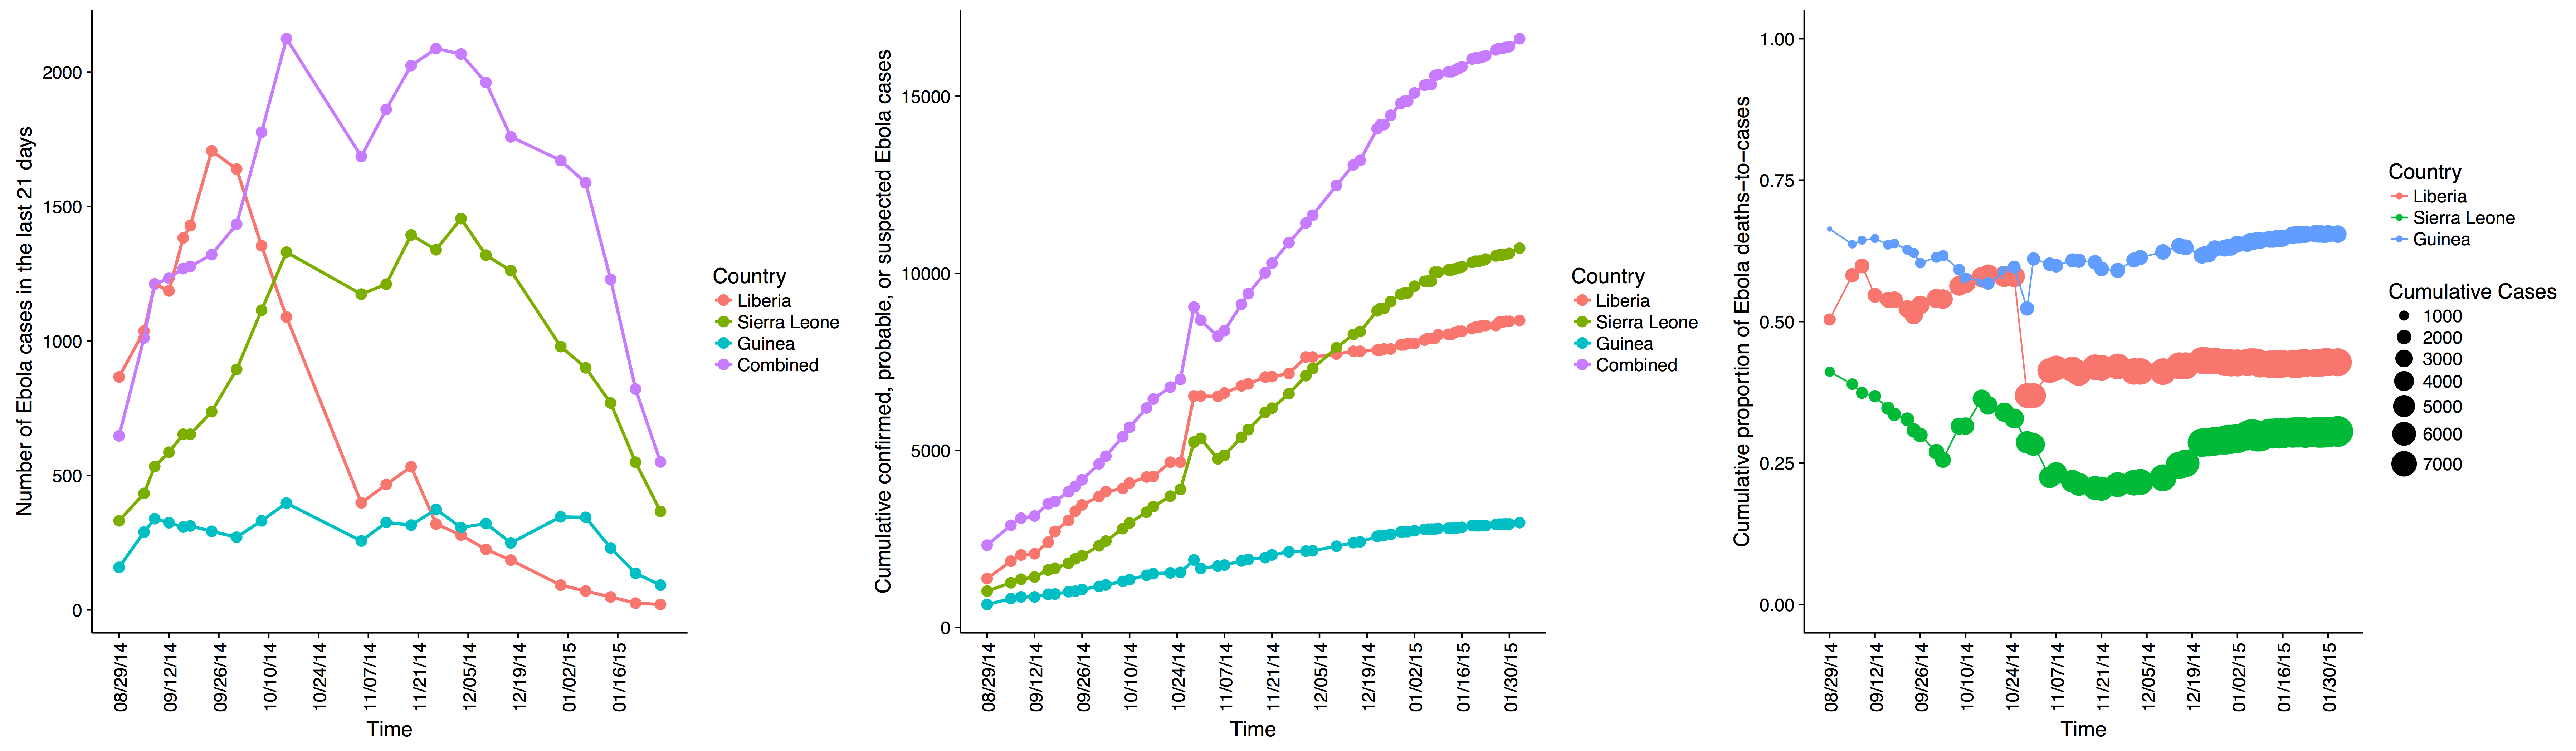 Number of Ebola cases in the last 21 days
2000
1500
1000
500
0
08/29/14
09/12/14
09/26/14
10/10/14
10/24/14
11/07/14
11/21/14
12/05/14
12/19/14
01/02/15
01/16/15
Time
Country
Liberia
Sierra Leone
Guinea
Combined
Cumulative confirmed, probable, or suspected Ebola cases
15000
10000
5000
0
08/29/14
09/12/14
09/26/14
10/10/14
10/24/14
11/07/14
11/21/14
12/05/14
12/19/14
01/02/15
01/16/15
01/30/15
Time
Country
Liberia
Sierra Leone
Guinea
Combined
Cumulative proportion of Ebola deaths−to−cases
1.00
0.75
0.50
0.25
0.00
08/29/14
09/12/14
09/26/14
10/10/14
10/24/14
11/07/14
11/21/14
12/05/14
12/19/14
01/02/15
01/16/15
01/30/15
Time
Country
Liberia
Sierra Leone
Guinea
Cumulative Cases
1000
2000
3000
4000
5000
6000
7000